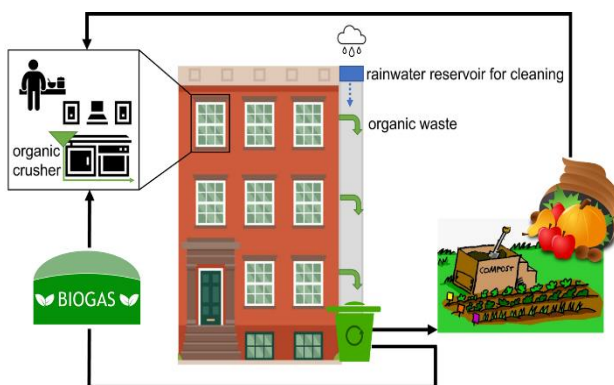 rainwater reservoir for cleaning
organic waste
organic
crusher
BIOGAS
COMPOST